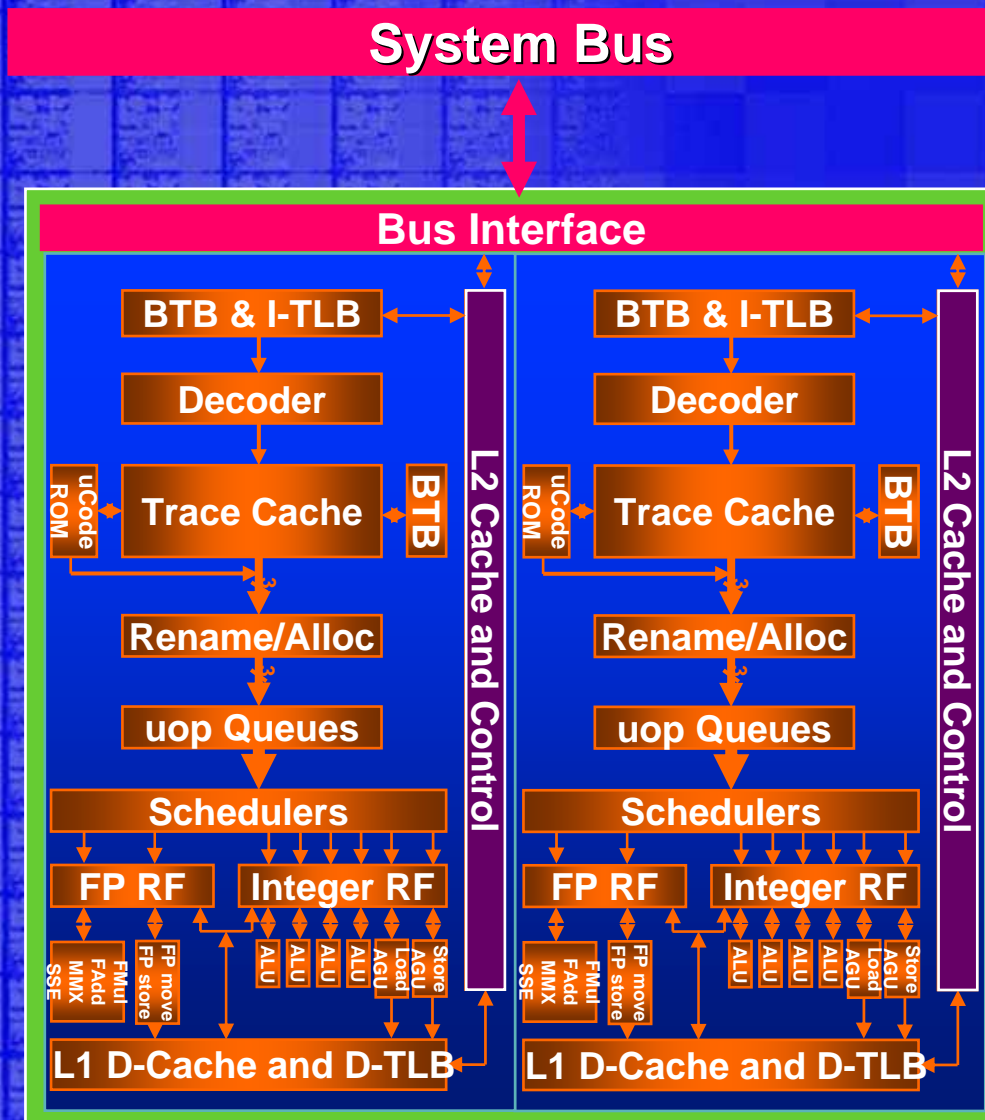 System Bus
Bus Interface
BTB & I-TLB
Decoder
uCode
ROM
Trace Cache
BTB
3
Rename/Alloc
3
uop Queues
Schedulers
FP RF
Integer RF
FMul
FAdd
MMX
SSE
FP move
FP store
ALU
ALU
ALU
ALU
Load
AGU
Store
AGU
L1 D-Cache and D-TLB
L2 Cache and Control
BTB & I-TLB
Decoder
uCode
ROM
Trace Cache
BTB
3
Rename/Alloc
3
uop Queues
Schedulers
FP RF
Integer RF
FMul
FAdd
MMX
SSE
FP move
FP store
ALU
ALU
ALU
ALU
Load
AGU
Store
AGU
L1 D-Cache and D-TLB
L2 Cache and Control